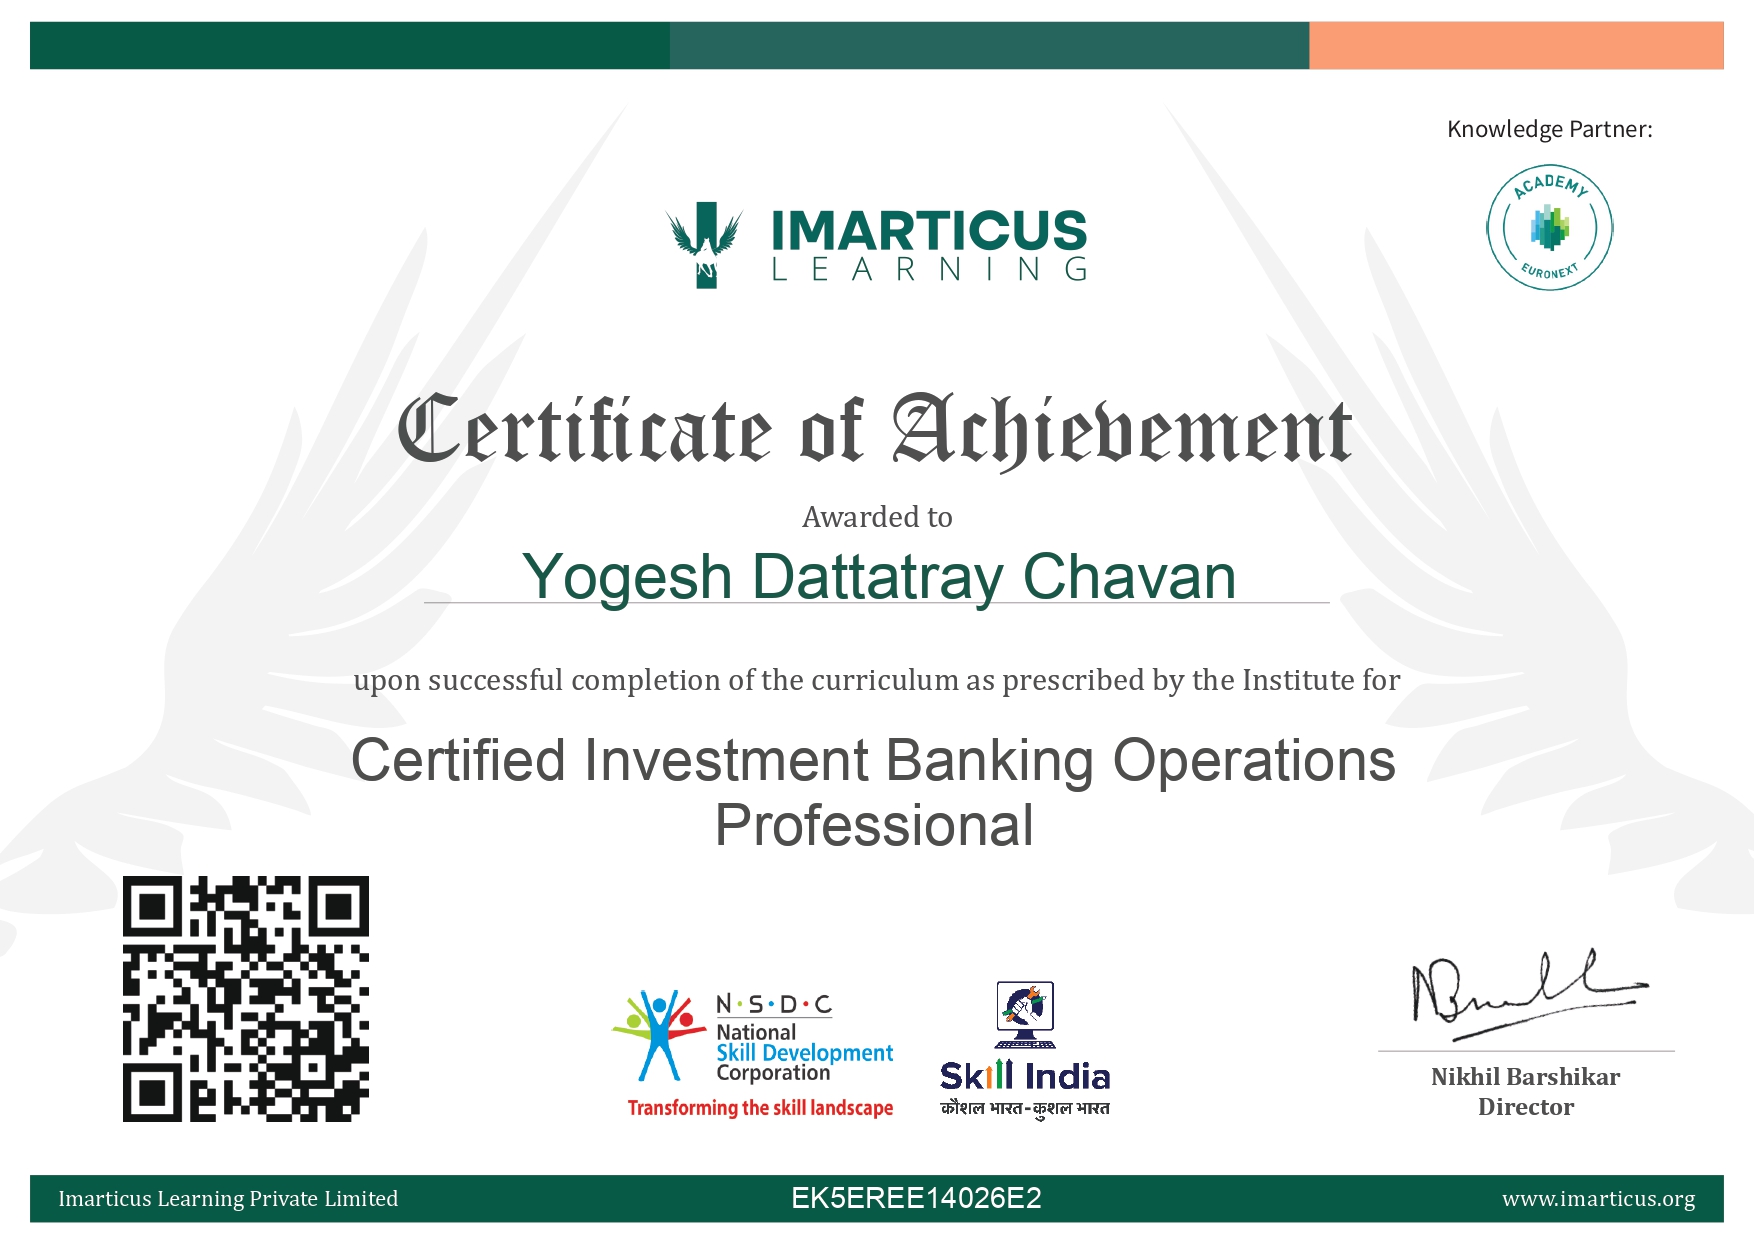 Knowledge Partner:
ACADEMY
EURONEXT
IMARTICUS
LEARNING
Certificate of Achievement
Awarded to
Yogesh Dattatray Chavan
upon successful completion of the curriculum as prescribed by the Institute for
Certified Investment Banking Operations
Professional
N·S·D·C
National
Skill Development
Corporation
Transforming the skill landscape
Skill India
कौशल भारत-कुशल भारत
Nikhil Barshikar
Director
Imarticus Learning Private Limited
EK5EREE14026E2
www.imarticus.org